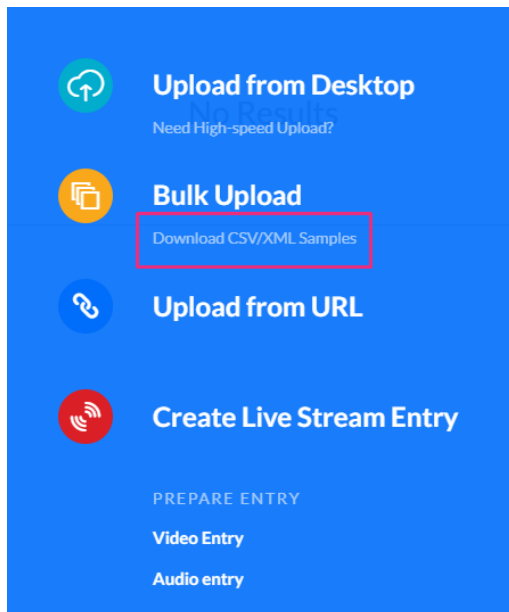 Upload from Desktop
No Results
Need High-speed Upload?
Bulk Upload
Download CSV/XML Samples
Upload from URL
Create Live Stream Entry
PREPARE ENTRY
Video Entry
Audio entry